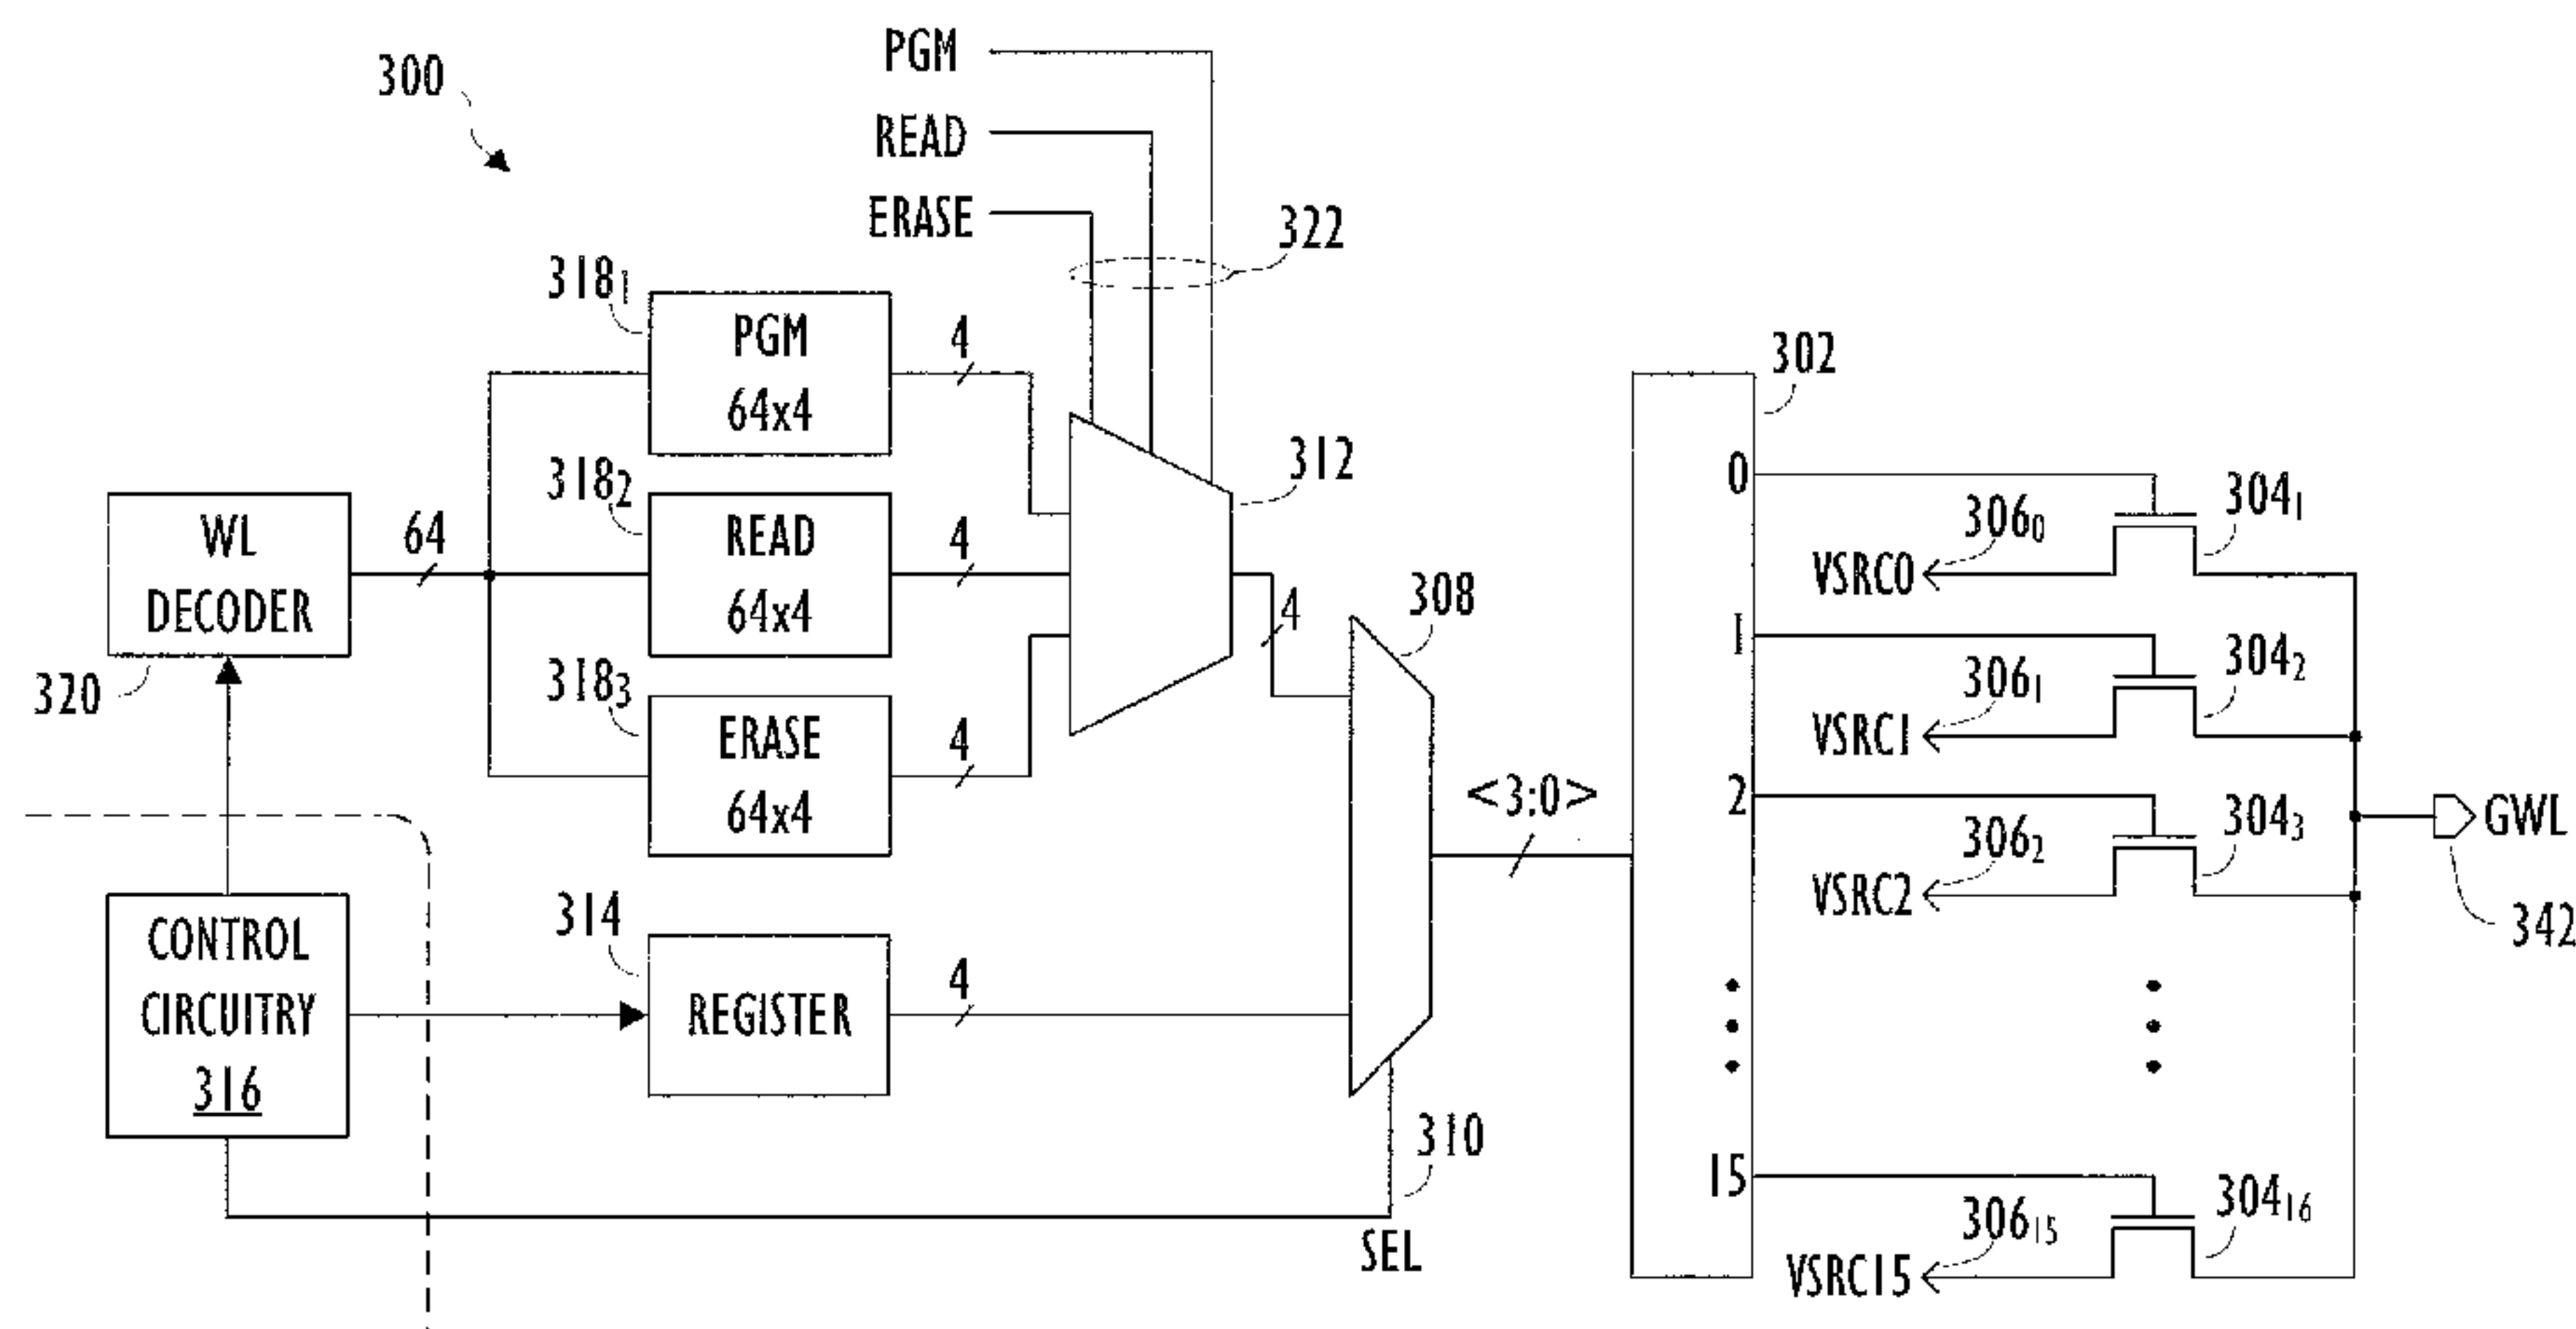 300
PGM
READ
ERASE
322
318₁
PGM
64x4
4
312
318₂
READ
64x4
4
WL
DECODER
320
64
318₃
ERASE
64x4
4
4
308
302
0
306₀
304₁
VSRC0
1
306₁
304₂
VSRC1
2
306₂
304₃
VSRC2
<3:0>
GWL
342
CONTROL
CIRCUITRY
316
314
REGISTER
4
310
SEL
15
306₁₅
304₁₆
VSRC15